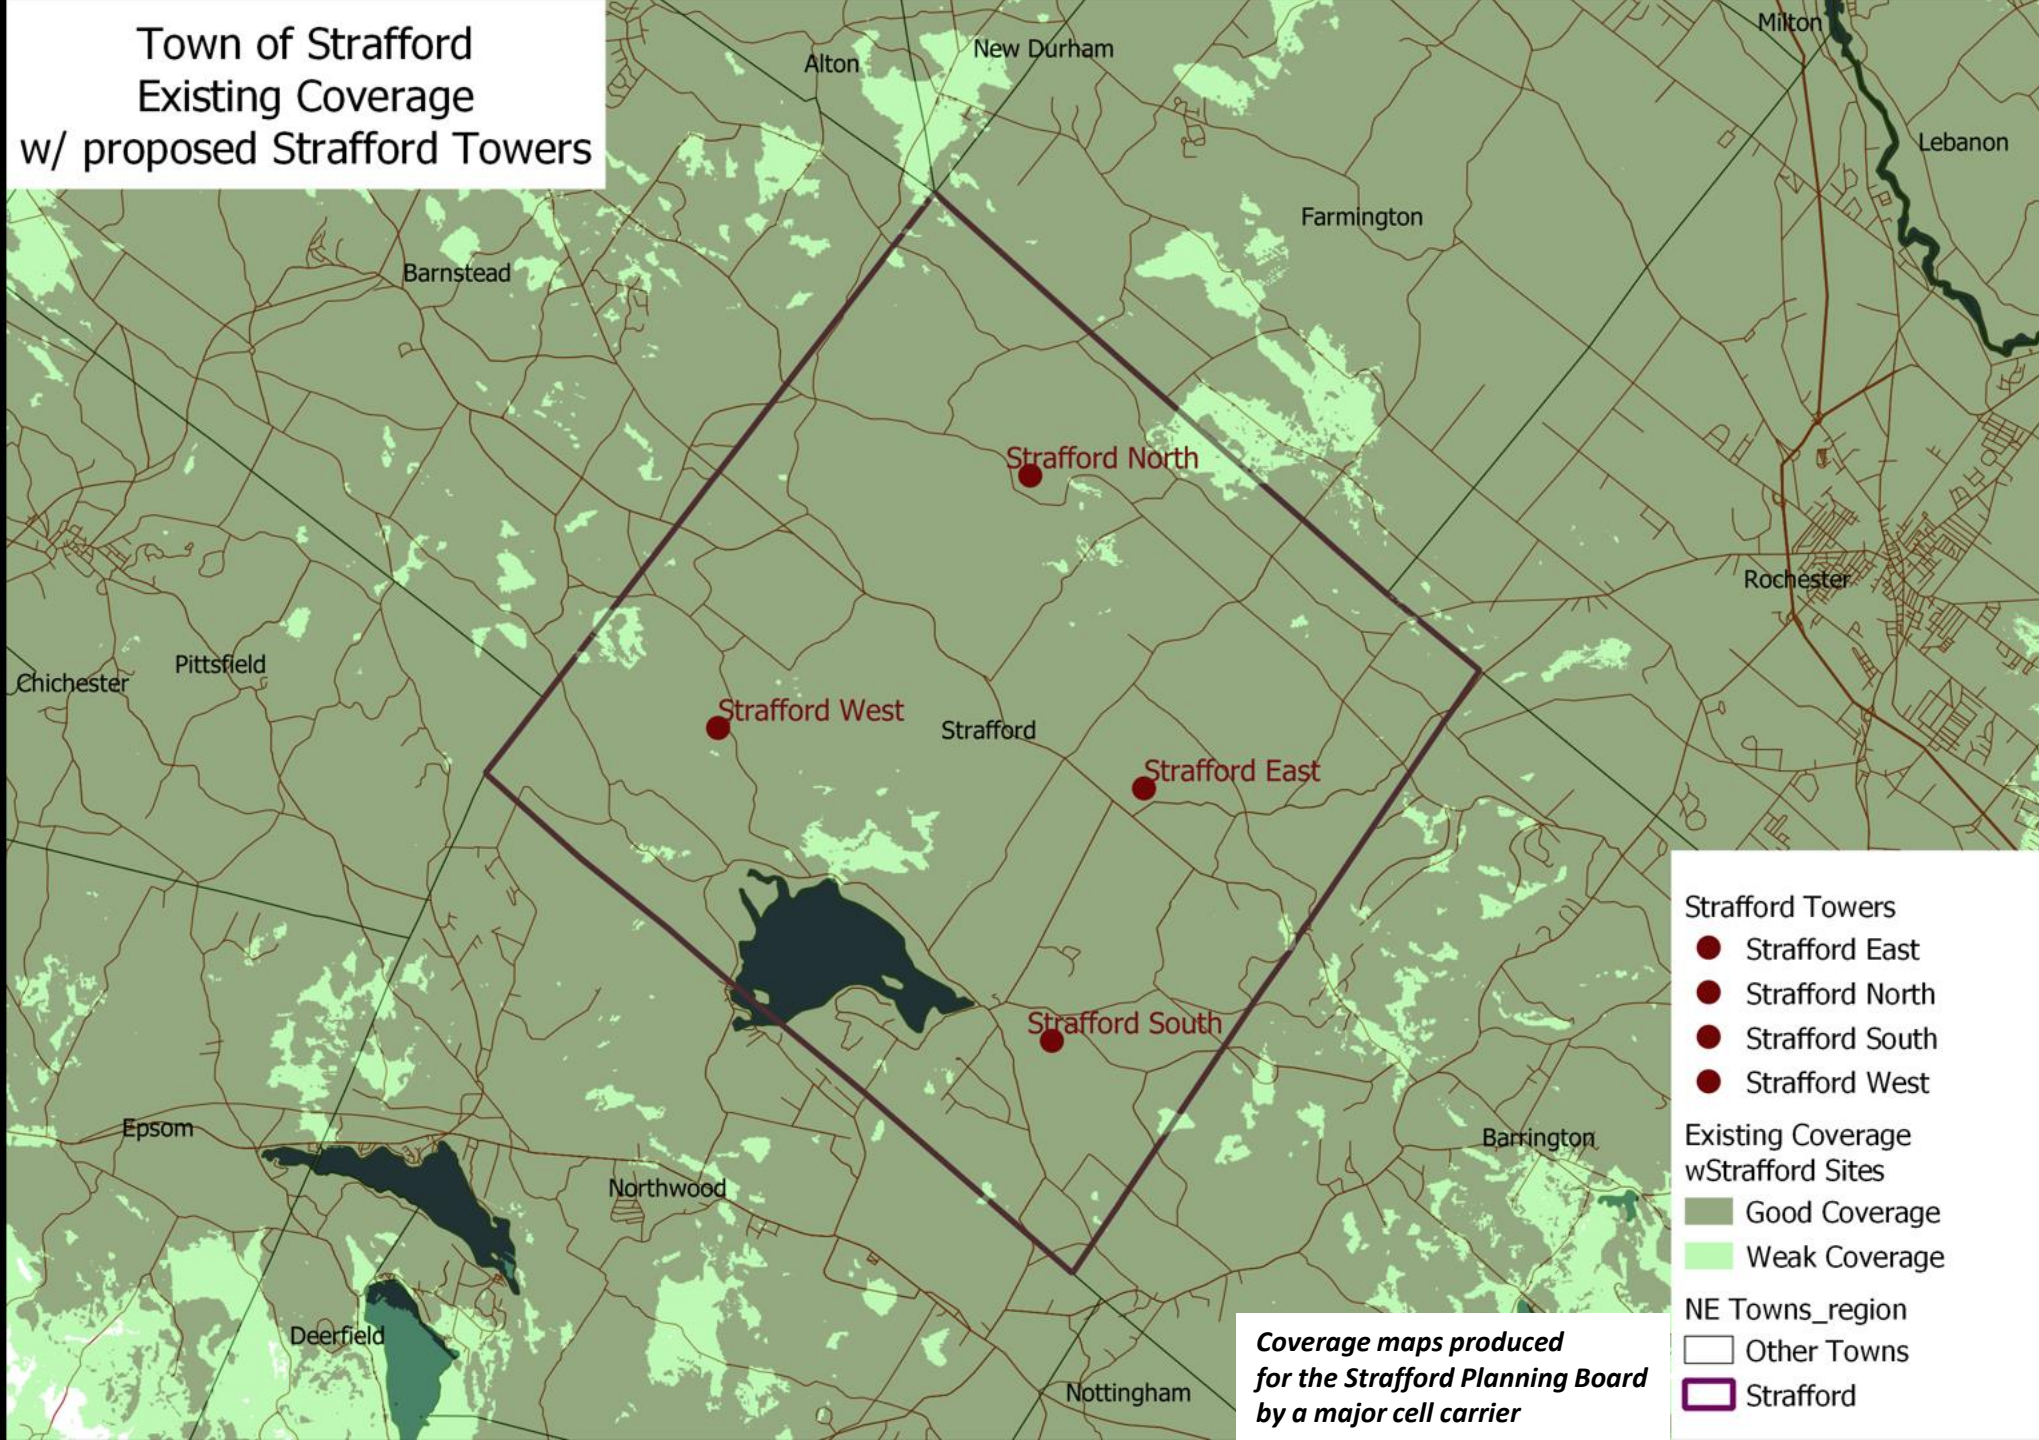 Town of Strafford
Existing Coverage
w/ proposed Strafford Towers
Milton
New Durham
Alton
Lebanon
Farmington
Barnstead
Strafford North
Rochester
Pittsfield
Chichester
Strafford West
Strafford
Strafford East
Strafford South
Epsom
Barrington
Northwood
Deerfield
Nottingham
Strafford Towers
Strafford East
Strafford North
Strafford South
Strafford West
Existing Coverage
wStrafford Sites
Good Coverage
Weak Coverage
NE Towns_region
Other Towns
Strafford
Coverage maps produced
for the Strafford Planning Board
by a major cell carrier